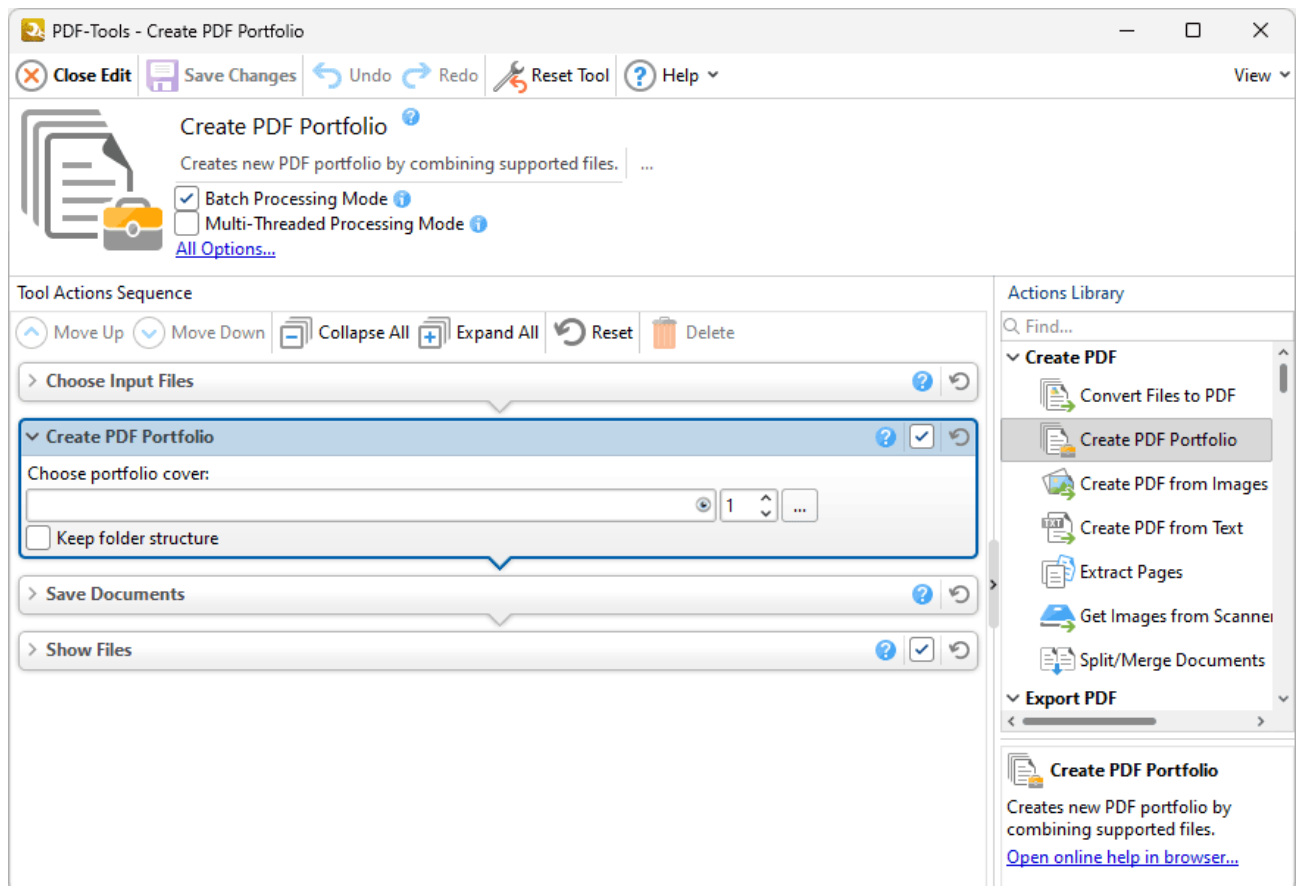 PDF-Tools - Create PDF Portfolio
Close Edit Save Changes Undo Redo Reset Tool Help View
Create PDF Portfolio
Creates new PDF portfolio by combining supported files. ...
Batch Processing Mode
Multi-Threaded Processing Mode
All Options...
Tool Actions Sequence
Move Up Move Down Collapse All Expand All Reset Delete
Choose Input Files
Create PDF Portfolio
Choose portfolio cover:
1 ...
Keep folder structure
Save Documents
Show Files
Actions Library
Find...
Create PDF
Convert Files to PDF
Create PDF Portfolio
Create PDF from Images
TXT Create PDF from Text
Extract Pages
Get Images from Scanner
Split/Merge Documents
Export PDF
Create PDF Portfolio
Creates new PDF portfolio by
combining supported files.
Open online help in browser...